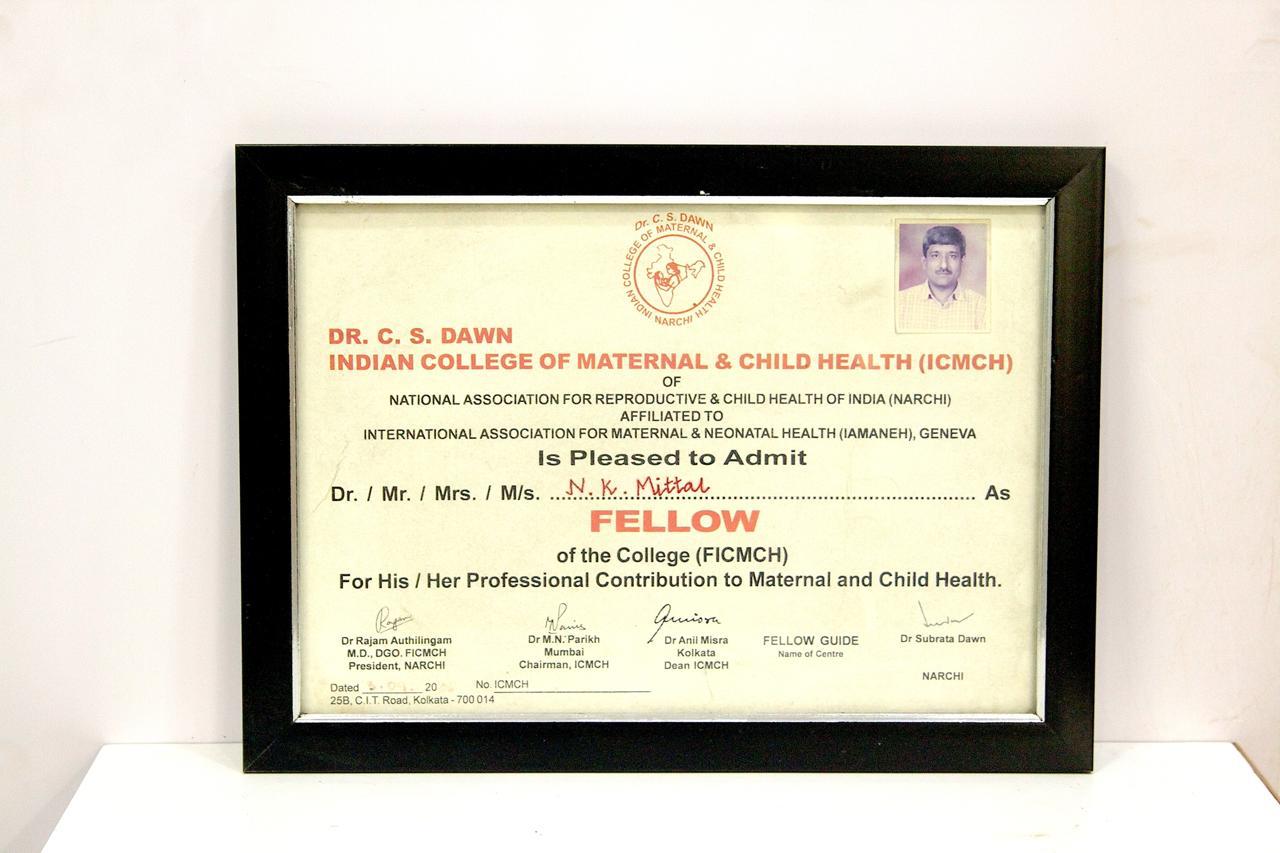 Dr. C. S. DAWN
INDIAN COLLEGE OF MATERNAL & CHILD HEALTH
NARCHI
DR. C. S. DAWN
INDIAN COLLEGE OF MATERNAL & CHILD HEALTH (ICMCH)
OF
NATIONAL ASSOCIATION FOR REPRODUCTIVE & CHILD HEALTH OF INDIA (NARCHI)
AFFILIATED TO
INTERNATIONAL ASSOCIATION FOR MATERNAL & NEONATAL HEALTH (IAMANEH), GENEVA
Is Pleased to Admit
Dr. / Mr. / Mrs. / M/s. N. K. Mittal As
FELLOW
of the College (FICMCH)
For His / Her Professional Contribution to Maternal and Child Health.
Dr Rajam Authilingam
M.D., DGO. FICMCH
President, NARCHI
Dr M.N. Parikh
Mumbai
Chairman, ICMCH
Dr Anil Misra
Kolkata
Dean ICMCH
FELLOW GUIDE
Name of Centre
Dr Subrata Dawn
NARCHI
Dated 20 No. ICMCH
25B, C.I.T. Road, Kolkata - 700 014